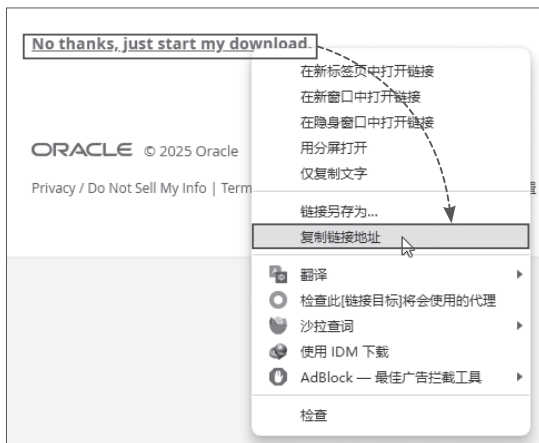 No thanks, just start my download.
在新标签页中打开链接
在新窗口中打开链接
在隐身窗口中打开链接
用分屏打开
仅复制文字
ORACLE © 2025 Oracle
Privacy / Do Not Sell My Info | Term
链接另存为...
复制链接地址
翻译
检查此[链接目标]将会使用的代理
沙拉查词
使用 IDM 下载
AdBlock — 最佳广告拦截工具
检查